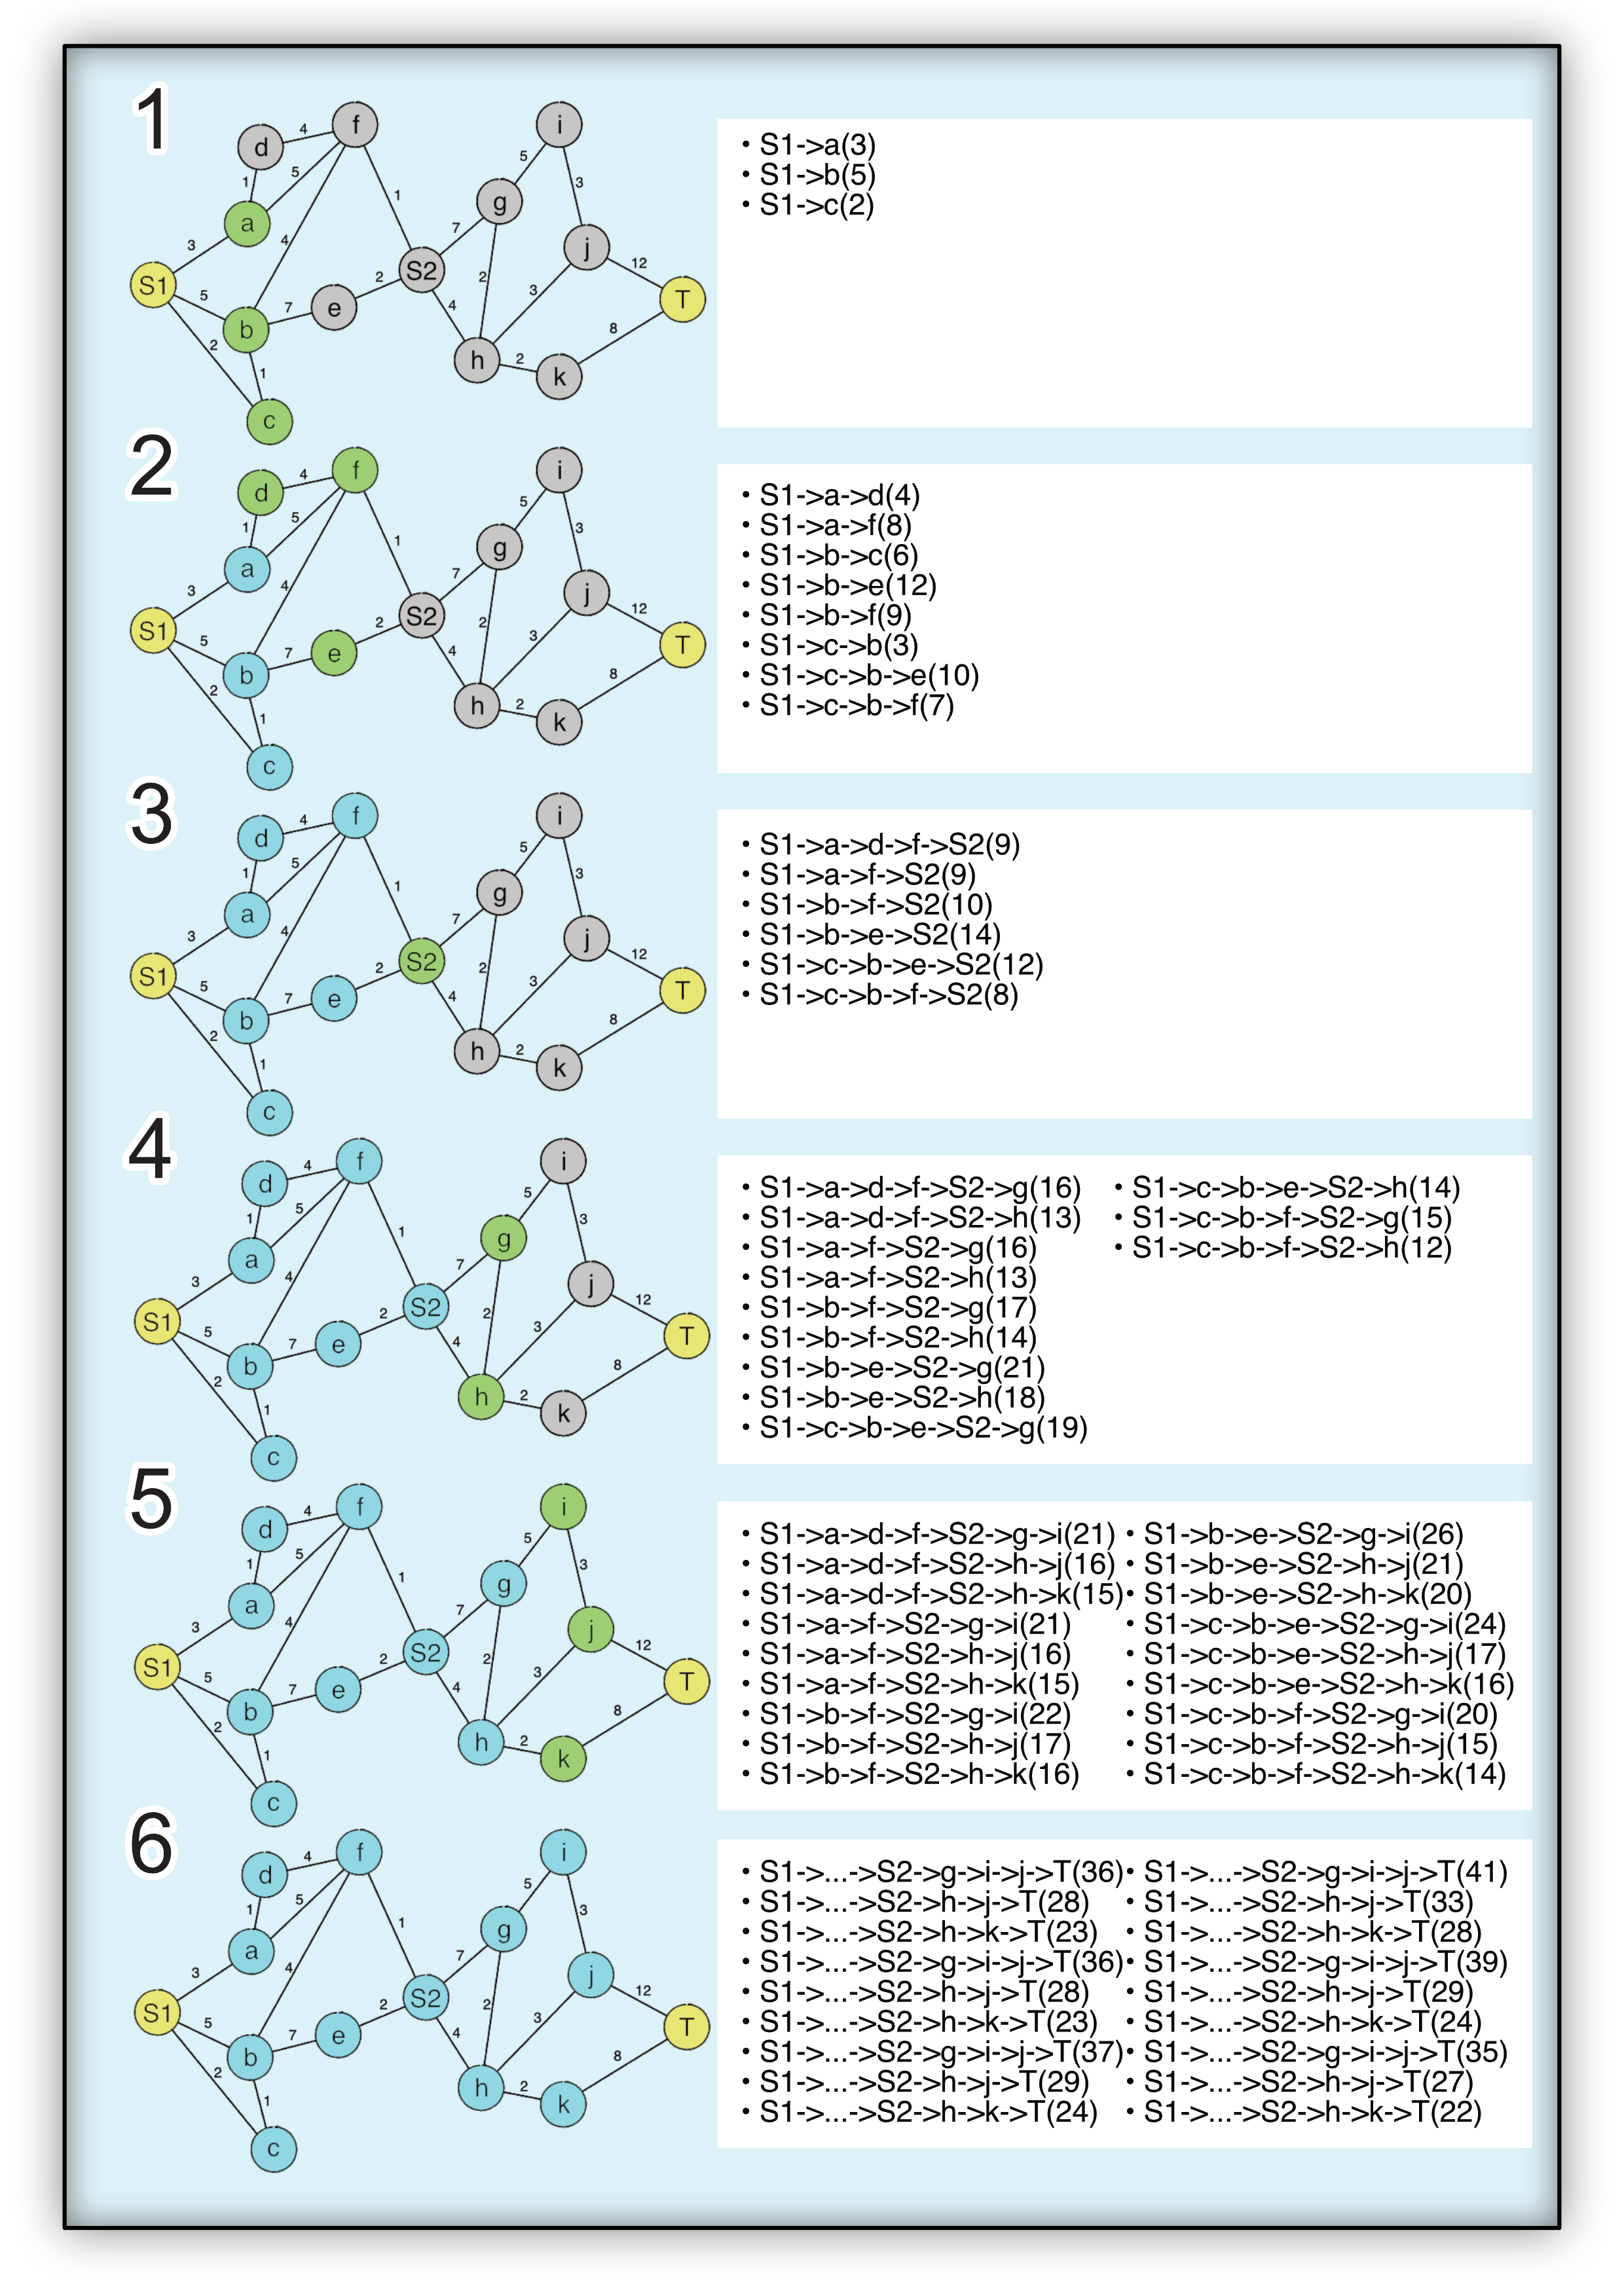 1
d 4 f i
1 5 5
a 1 g 3
3 4 7 j
S1 S2 2 12
5 2 3 T
b 7 e 4 8
2 1 h 2 k
c
• S1->a(3)
• S1->b(5)
• S1->c(2)
2
d 4 f i
1 5 5
a 1 g 3
3 4 7 j
S1 S2 2 12
5 2 3 T
b 7 e 4 8
2 1 h 2 k
c
• S1->a->d(4)
• S1->a->f(8)
• S1->b->c(6)
• S1->b->e(12)
• S1->b->f(9)
• S1->c->b(3)
• S1->c->b->e(10)
• S1->c->b->f(7)
3
d 4 f i
1 5 5
a 1 g 3
3 4 7 j
S1 S2 2 12
5 2 3 T
b 7 e 4 8
2 1 h 2 k
c
• S1->a->d->f->S2(9)
• S1->a->f->S2(9)
• S1->b->f->S2(10)
• S1->b->e->S2(14)
• S1->c->b->e->S2(12)
• S1->c->b->f->S2(8)
4
d 4 f i
1 5 5
a 1 g 3
3 4 7 j
S1 S2 2 12
5 2 3 T
b 7 e 4 8
2 1 h 2 k
c
• S1->a->d->f->S2->g(16)
• S1->a->d->f->S2->h(13)
• S1->a->f->S2->g(16)
• S1->a->f->S2->h(13)
• S1->b->f->S2->g(17)
• S1->b->f->S2->h(14)
• S1->b->e->S2->g(21)
• S1->b->e->S2->h(18)
• S1->c->b->e->S2->g(19)
• S1->c->b->e->S2->h(14)
• S1->c->b->f->S2->g(15)
• S1->c->b->f->S2->h(12)
5
d 4 f i
1 5 5
a 1 g 3
3 4 7 j
S1 S2 2 12
5 2 3 T
b 7 e 4 8
2 1 h 2 k
c
• S1->a->d->f->S2->g->i(21)
• S1->a->d->f->S2->h->j(16)
• S1->a->d->f->S2->h->k(15)
• S1->a->f->S2->g->i(21)
• S1->a->f->S2->h->j(16)
• S1->a->f->S2->h->k(15)
• S1->b->f->S2->g->i(22)
• S1->b->f->S2->h->j(17)
• S1->b->f->S2->h->k(16)
• S1->b->e->S2->g->i(26)
• S1->b->e->S2->h->j(21)
• S1->b->e->S2->h->k(20)
• S1->c->b->e->S2->g->i(24)
• S1->c->b->e->S2->h->j(17)
• S1->c->b->e->S2->h->k(16)
• S1->c->b->f->S2->g->i(20)
• S1->c->b->f->S2->h->j(15)
• S1->c->b->f->S2->h->k(14)
6
d 4 f i
1 5 5
a 1 g 3
3 4 7 j
S1 S2 2 12
5 2 3 T
b 7 e 4 8
2 1 h 2 k
c
• S1->...->S2->g->i->j->T(36)
• S1->...->S2->h->j->T(28)
• S1->...->S2->h->k->T(23)
• S1->...->S2->g->i->j->T(36)
• S1->...->S2->h->j->T(28)
• S1->...->S2->h->k->T(23)
• S1->...->S2->g->i->j->T(37)
• S1->...->S2->h->j->T(29)
• S1->...->S2->h->k->T(24)
• S1->...->S2->g->i->j->T(41)
• S1->...->S2->h->j->T(33)
• S1->...->S2->h->k->T(28)
• S1->...->S2->g->i->j->T(39)
• S1->...->S2->h->j->T(29)
• S1->...->S2->h->k->T(24)
• S1->...->S2->g->i->j->T(35)
• S1->...->S2->h->j->T(27)
• S1->...->S2->h->k->T(22)